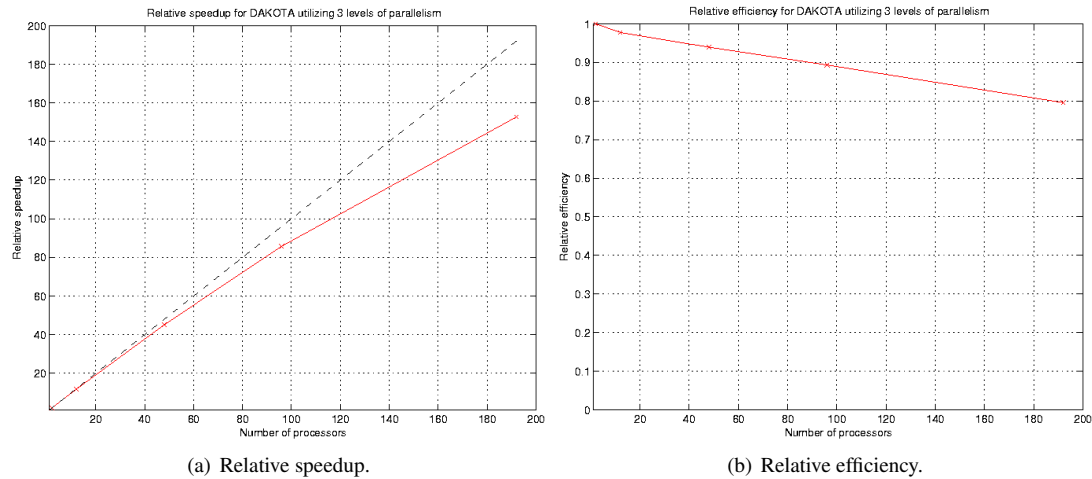 Relative speedup for DAKOTA utilizing 3 levels of parallelism
200
180
160
140
120
100
80
60
40
20
Relative speedup
20 40 60 80 100 120 140 160 180 200
Number of processors
(a) Relative speedup.
Relative efficiency for DAKOTA utilizing 3 levels of parallelism
1
0.9
0.8
0.7
0.6
0.5
0.4
0.3
0.2
0.1
0
Relative efficiency
20 40 60 80 100 120 140 160 180 200
Number of processors
(b) Relative efficiency.